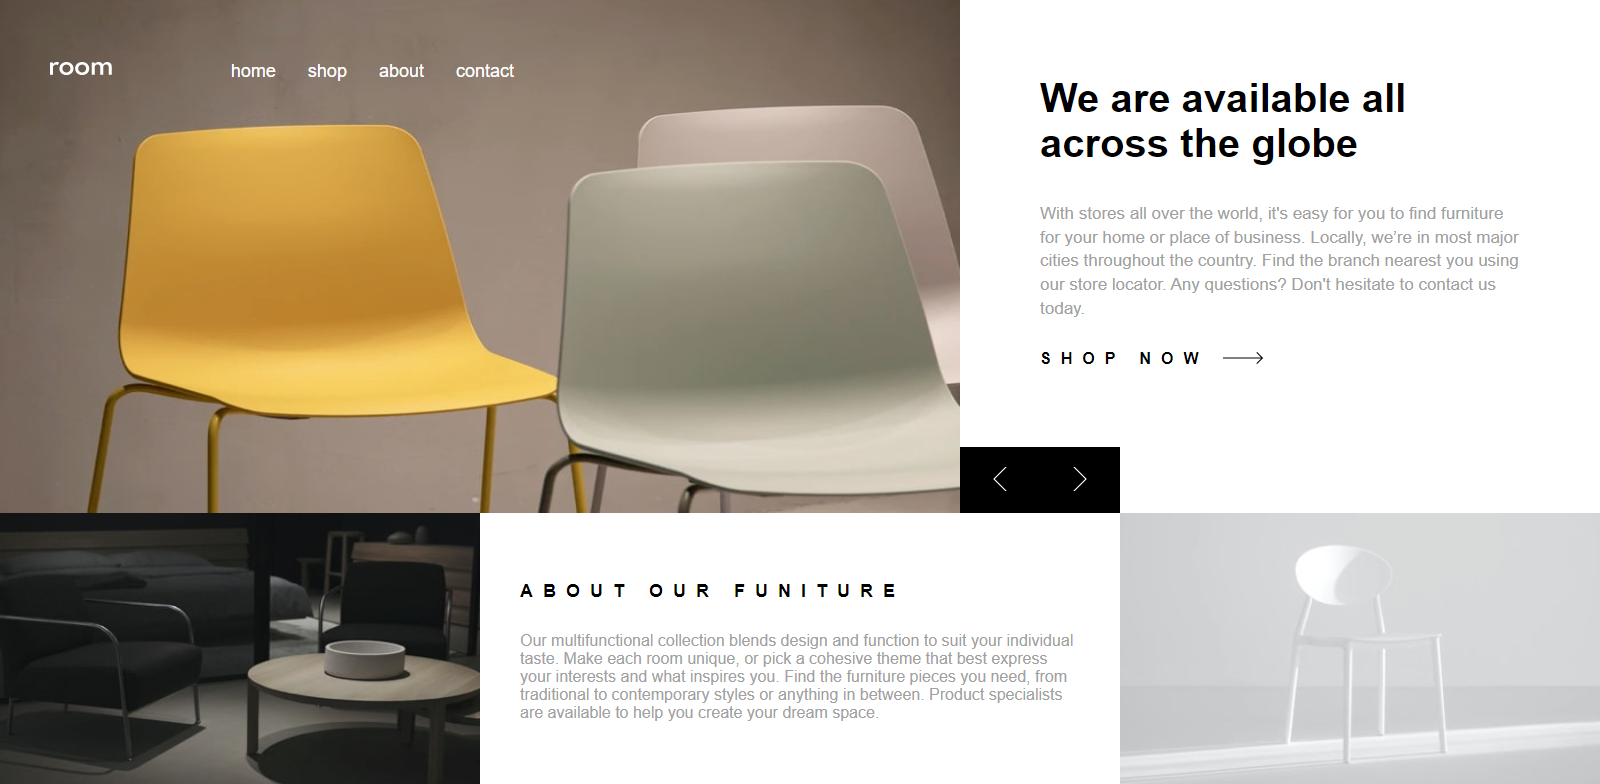 room
home shop about contact
We are available all
across the globe
With stores all over the world, it's easy for you to find furniture
for your home or place of business. Locally, we’re in most major
cities throughout the country. Find the branch nearest you using
our store locator. Any questions? Don't hesitate to contact us
today.
SHOP NOW
ABOUT OUR FUNITURE
Our multifunctional collection blends design and function to suit your individual
taste. Make each room unique, or pick a cohesive theme that best express
your interests and what inspires you. Find the furniture pieces you need, from
traditional to contemporary styles or anything in between. Product specialists
are available to help you create your dream space.